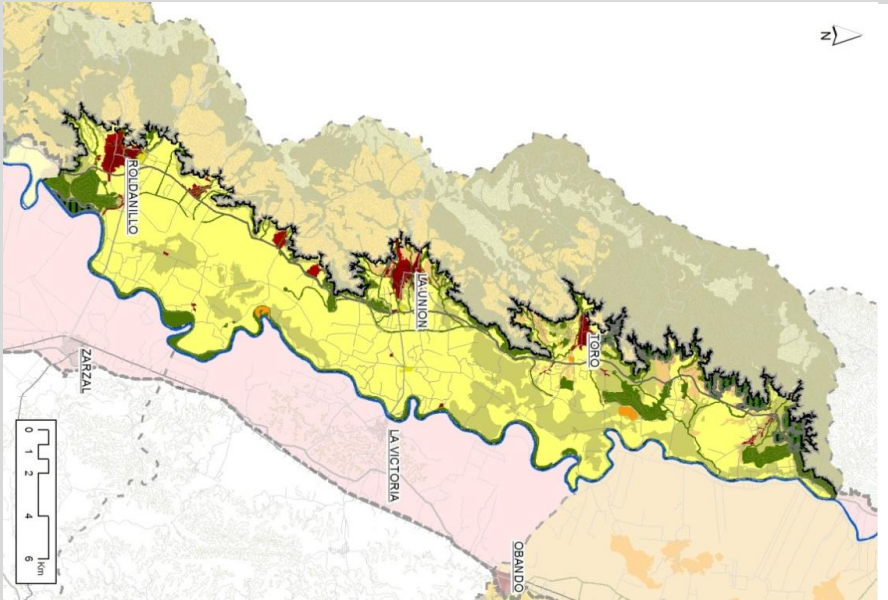 N
ROLDANILLO
LA UNION
TORO
ZARZAL
LA VICTORIA
OBANDO
0 1 2 4 6
Km